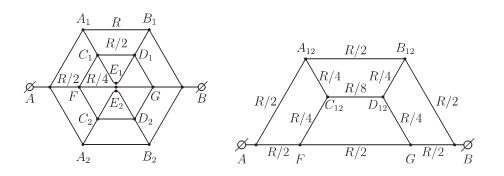 A₁ R B₁
R/2
C₁ E₁ D₁
R/2 R/4
A F G B
E₂
C₂ D₂
A₂ B₂
A₁₂ R/2 B₁₂
R/4 R/4
R/8
R/2 C₁₂ D₁₂ R/2
R/4 R/4
A F G B
R/2 R/2 R/2